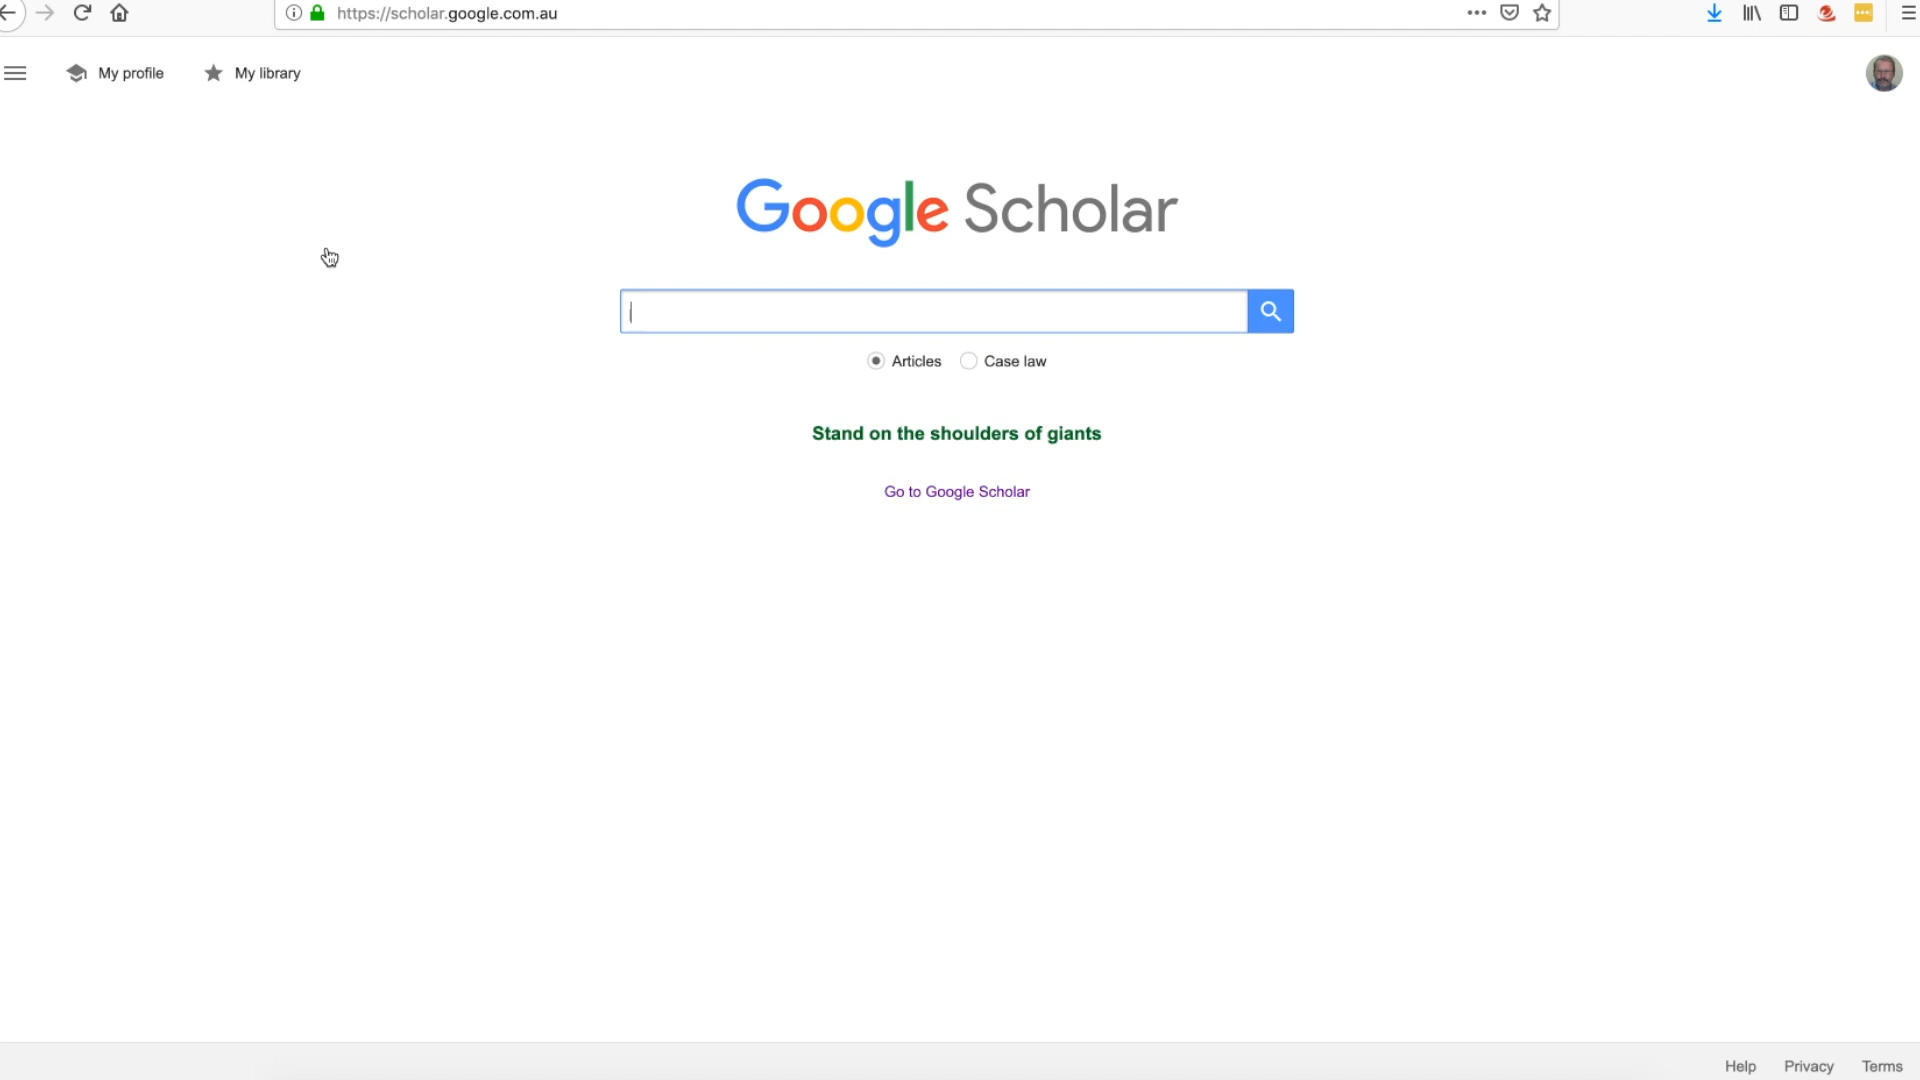 https://scholar.google.com.au
My profile
My library
Google Scholar
Articles
Case law
Stand on the shoulders of giants
Go to Google Scholar
Help
Privacy
Terms